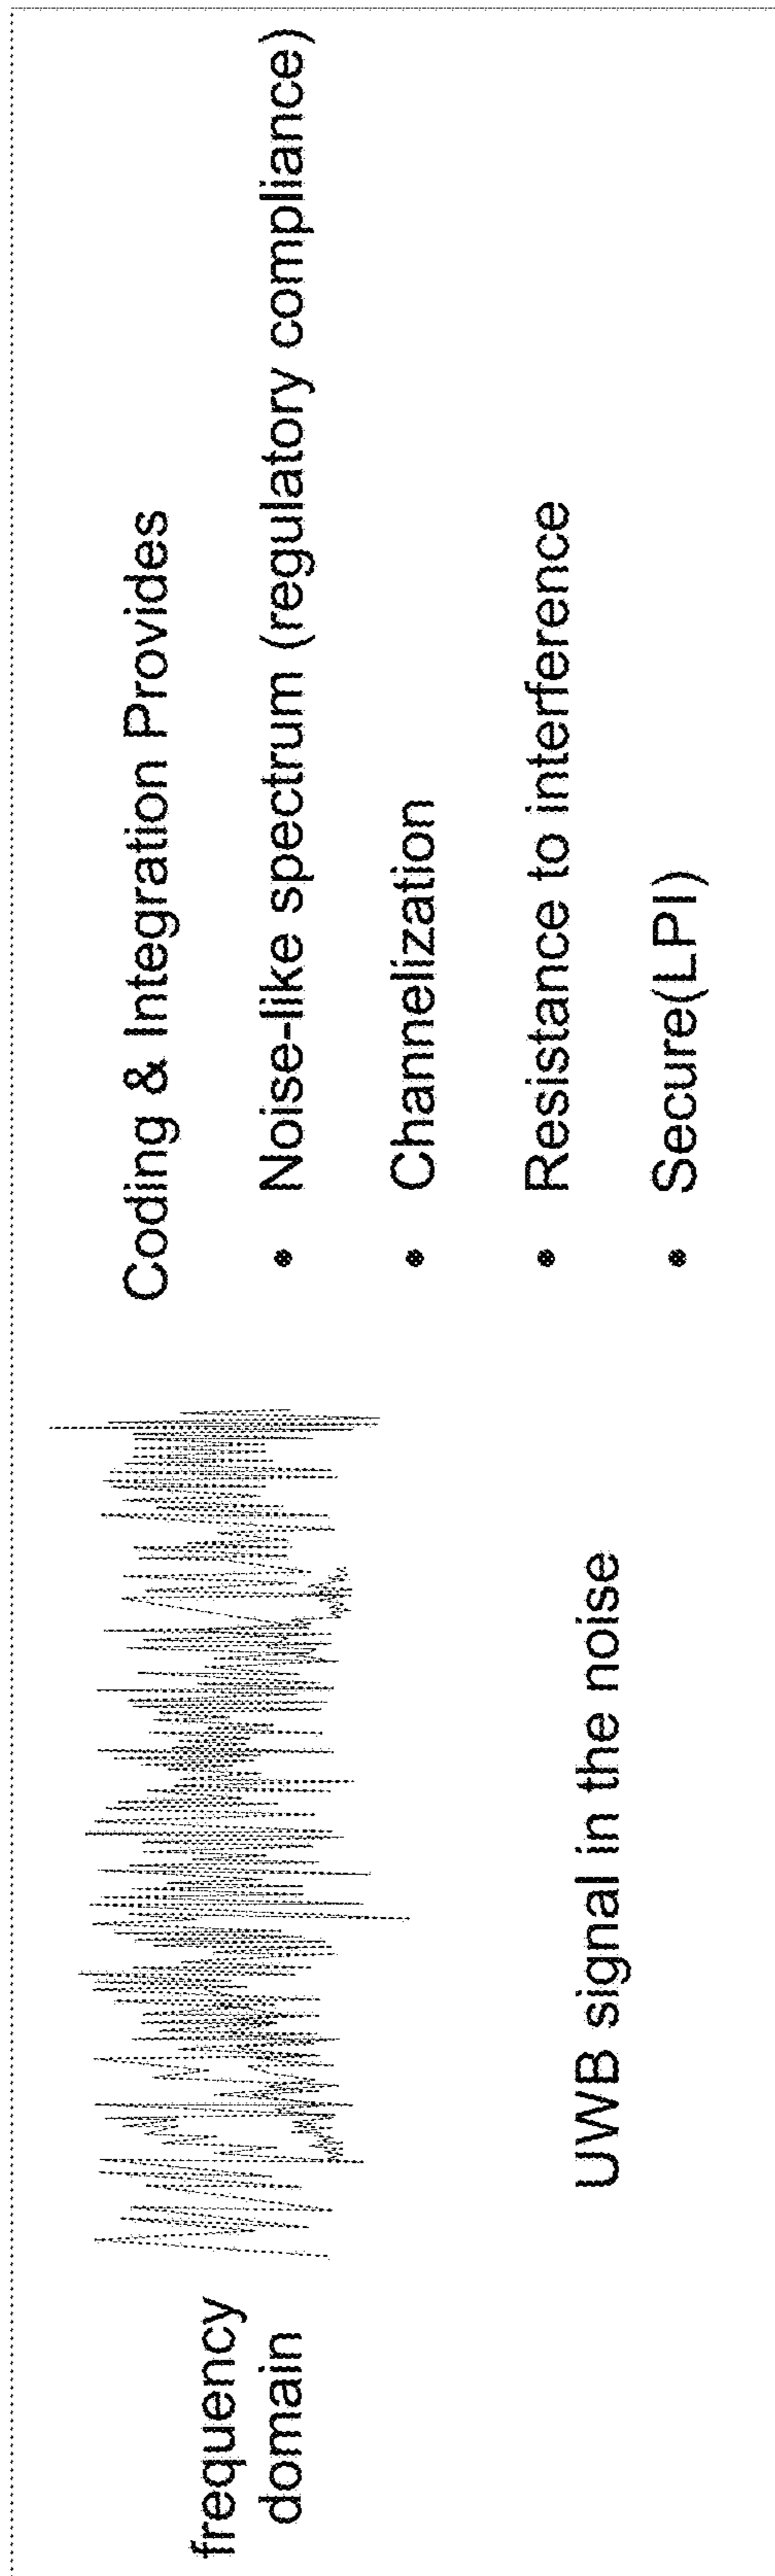 frequency
domain
UWB signal in the noise
Coding & Integration Provides
• Noise-like spectrum (regulatory compliance)
• Channelization
• Resistance to interference
• Secure(LPI)